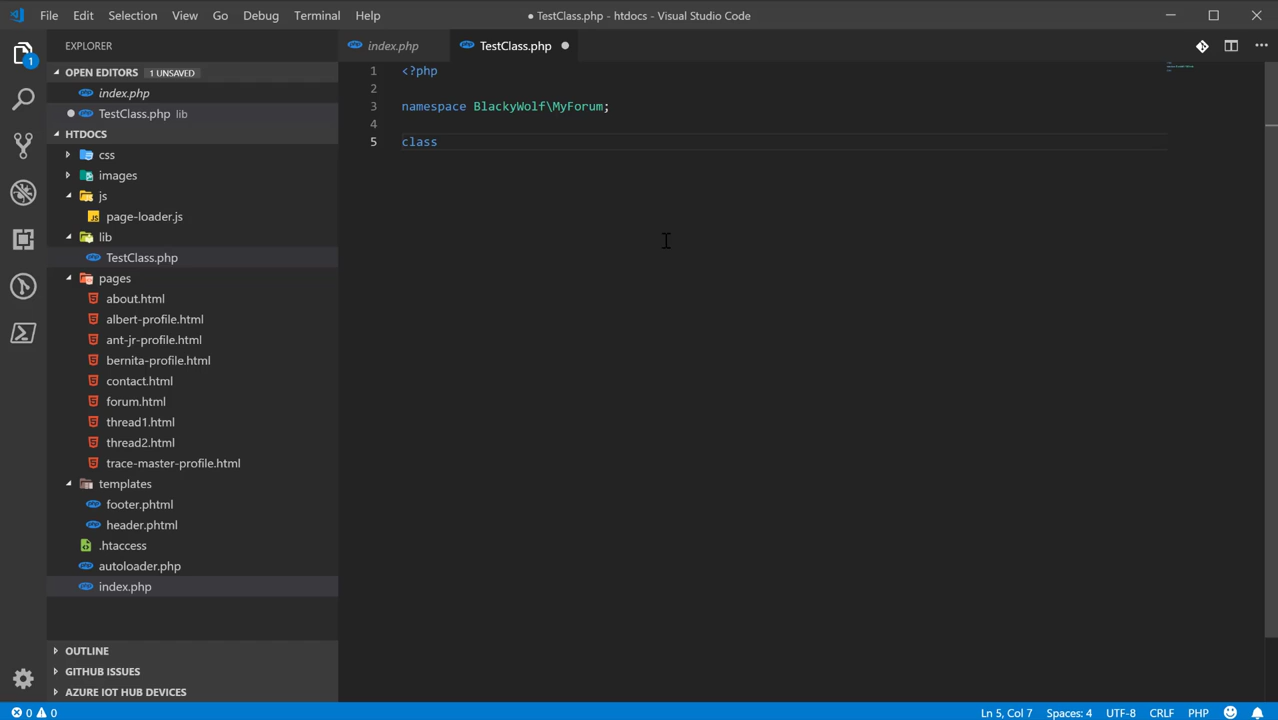 File Edit Selection View Go Debug Terminal Help
● TestClass.php - htdocs - Visual Studio Code
EXPLORER
index.php
TestClass.php
OPEN EDITORS 1 UNSAVED
index.php
TestClass.php lib
HTDOCS
css
images
js
JS page-loader.js
lib
TestClass.php
pages
about.html
albert-profile.html
ant-jr-profile.html
bernita-profile.html
contact.html
forum.html
thread1.html
thread2.html
trace-master-profile.html
templates
footer.phtml
header.phtml
.htaccess
autoloader.php
index.php
OUTLINE
GITHUB ISSUES
AZURE IOT HUB DEVICES
1
1 <?php
2
3 namespace BlackyWolf\MyForum;
4
5 class
0 0
Ln 5, Col 7 Spaces: 4 UTF-8 CRLF PHP